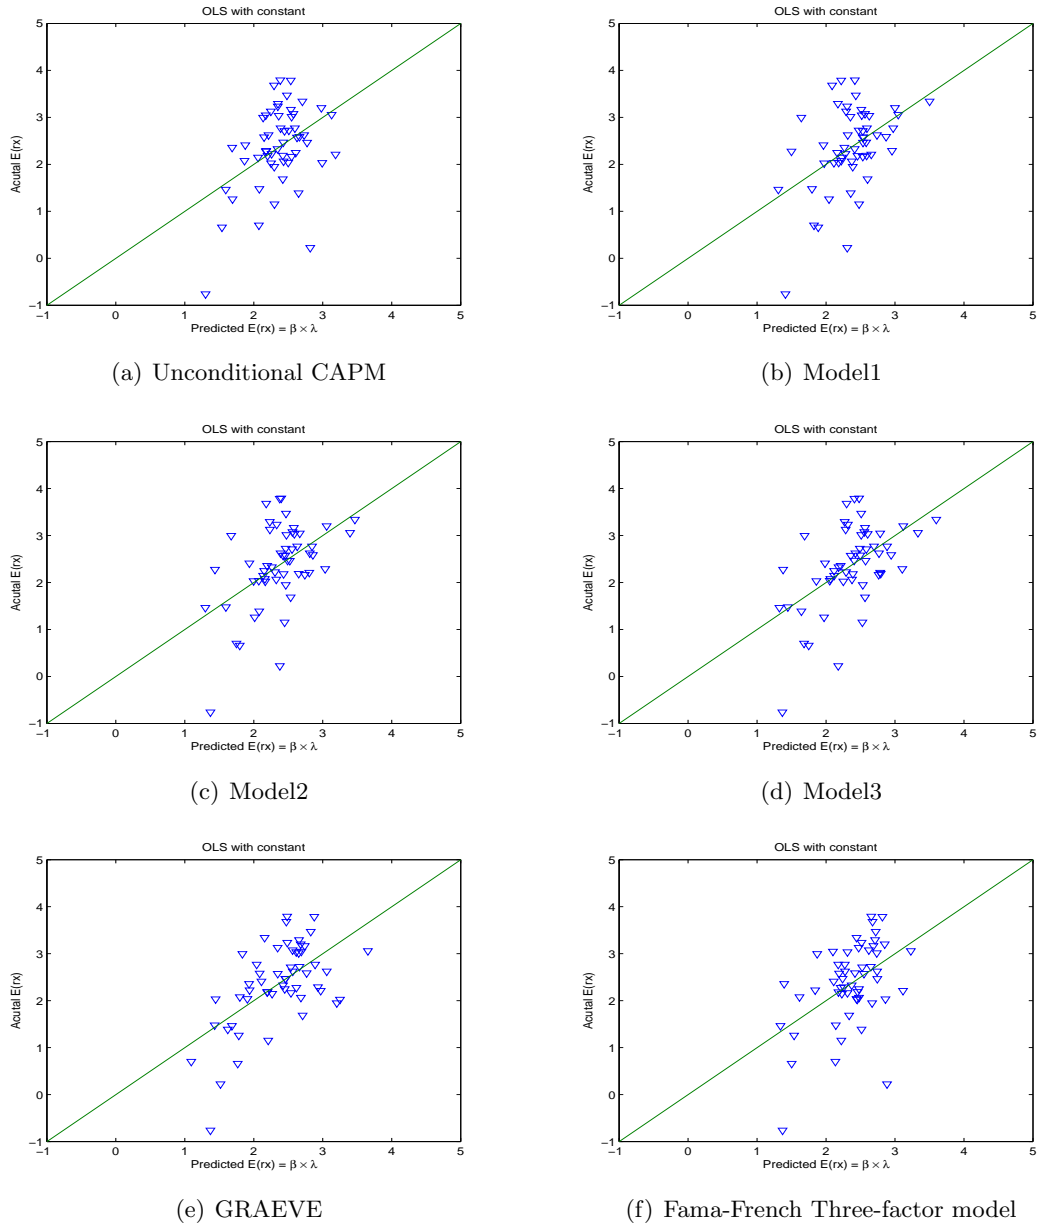 OLS with constant
OLS with constant
5
4
3
2
1
0
−1
Acutal E(rx)
−1 0 1 2 3 4 5
Predicted E(rx) = β × λ
5
4
3
2
1
0
−1
Acutal E(rx)
−1 0 1 2 3 4 5
Predicted E(rx) = β × λ
(a) Unconditional CAPM
(b) Model1
OLS with constant
OLS with constant
5
4
3
2
1
0
−1
Acutal E(rx)
−1 0 1 2 3 4 5
Predicted E(rx) = β × λ
5
4
3
2
1
0
−1
Acutal E(rx)
−1 0 1 2 3 4 5
Predicted E(rx) = β × λ
(c) Model2
(d) Model3
OLS with constant
OLS with constant
5
4
3
2
1
0
−1
Acutal E(rx)
−1 0 1 2 3 4 5
Predicted E(rx) = β × λ
5
4
3
2
1
0
−1
Acutal E(rx)
−1 0 1 2 3 4 5
Predicted E(rx) = β × λ
(e) GRAEVE
(f) Fama-French Three-factor model